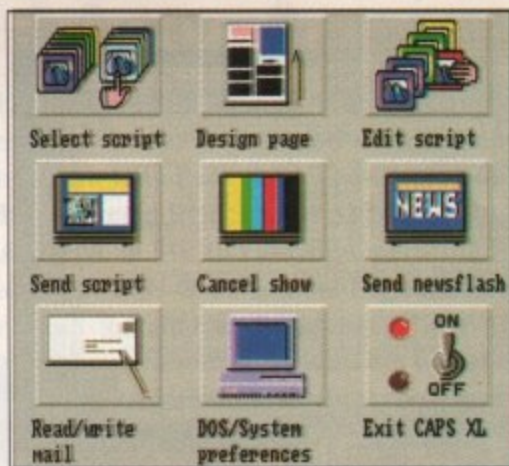 Select script
Design page
Edit script
NEWS
Send script
Cancel show
Send newsflash
ON
OFF
Read/write
mail
DOS/System
preferences
Exit CAPS XL